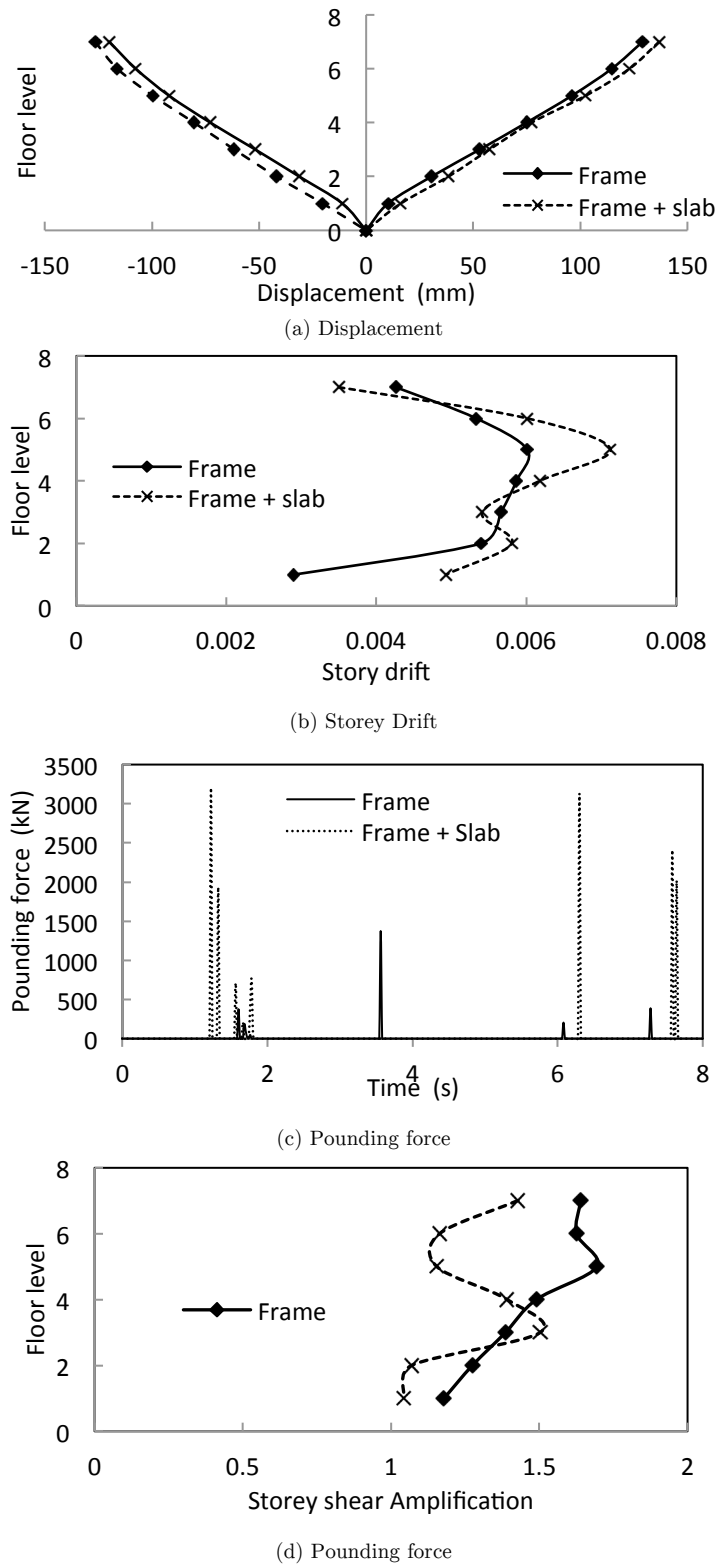 8
6
4
2
0
Floor level
Frame
Frame + slab
-150 -100 -50 0 50 100 150
Displacement (mm)
(a) Displacement
8
6
4
2
0
Floor level
Frame
Frame + slab
0 0.002 0.004 0.006 0.008
Story drift
(b) Storey Drift
3500
3000
2500
2000
1500
1000
500
0
Pounding force (kN)
Frame
Frame + Slab
0 2 4 6 8
Time (s)
(c) Pounding force
8
6
4
2
0
Floor level
Frame
0 0.5 1 1.5 2
Storey shear Amplification
(d) Pounding force